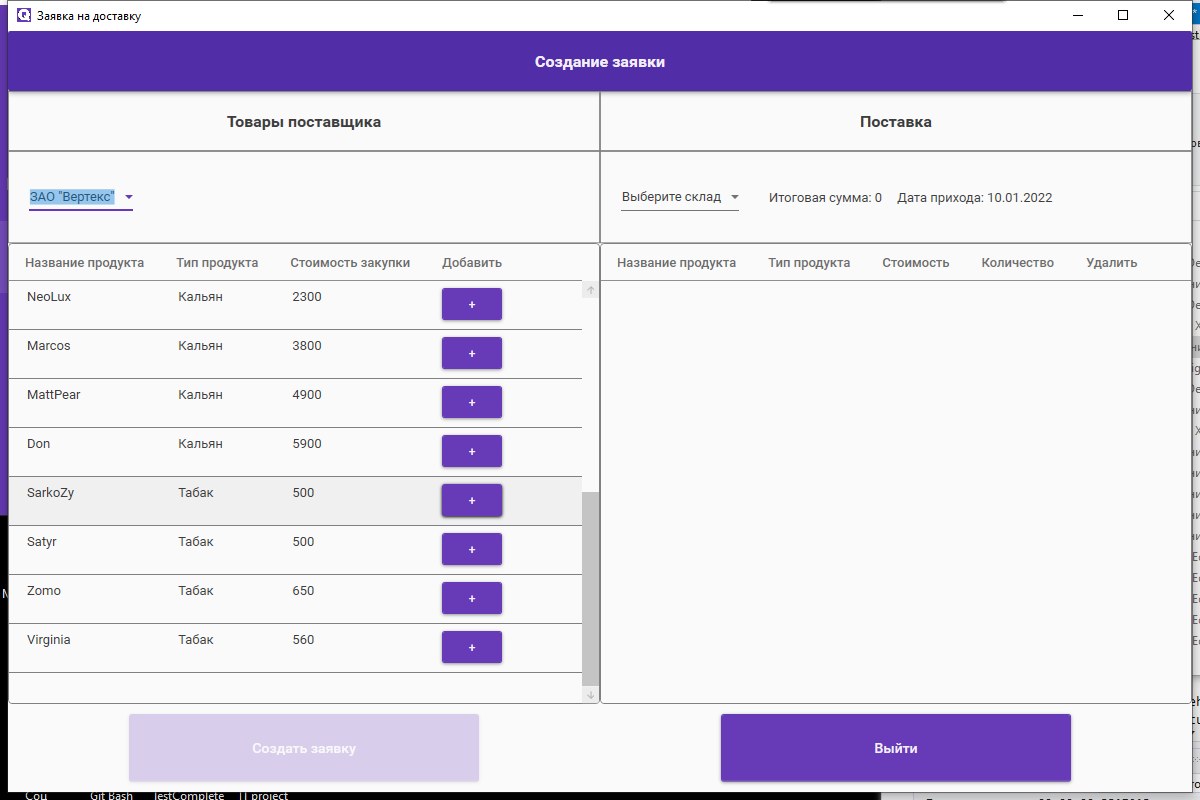 Заявка на доставку
Создание заявки
Товары поставщика
Поставка
ЗАО "Вертекс"
Выберите склад
Итоговая сумма: 0
Дата прихода: 10.01.2022
Название продукта Тип продукта Стоимость закупки Добавить
Название продукта Тип продукта Стоимость Количество Удалить
NeoLux Кальян 2300 +
Marcos Кальян 3800 +
MattPear Кальян 4900 +
Don Кальян 5900 +
SarkoZy Табак 500 +
Satyr Табак 500 +
Zomo Табак 650 +
Virginia Табак 560 +
Создать заявку
Выйти
Git Bash TestComplete IT project